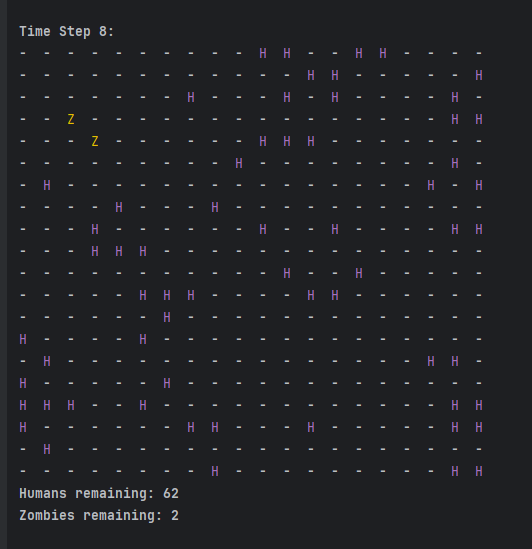 Time Step 8:
- - - - - - - - - - H H - - H H - - - -
- - - - - - - - - - - - H H - - - - - H
- - - - - - - H - - - H - H - - - - H -
- - Z - - - - - - - - - - - - - - - H H
- - - Z - - - - - - H H H - - - - - - -
- - - - - - - - - H - - - - - - - - H -
- H - - - - - - - - - - - - - - - H - H
- - - - H - - - H - - - - - - - - - - -
- - - H - - - - - - H - - H - - - - H H
- - - H H H - - - - - - - - - - - - - -
- - - - - - - - - - - H - - H - - - - -
- - - - - H H H - - - - H H - - - - - -
- - - - - - H - - - - - - - - - - - - -
H - - - - H - - - - - - - - - - - - - -
- H - - - - - - - - - - - - - - - H H -
H - - - - - H - - - - - - - - - - - - -
H H H - - H - - - - - - - - - - - - H H
H - - - - - - H H - - - H - - - - - H H
- H - - - - - - - - - - - - - - - - - -
- - - - - - - - H - - - - - - - - - H H
Humans remaining: 62
Zombies remaining: 2